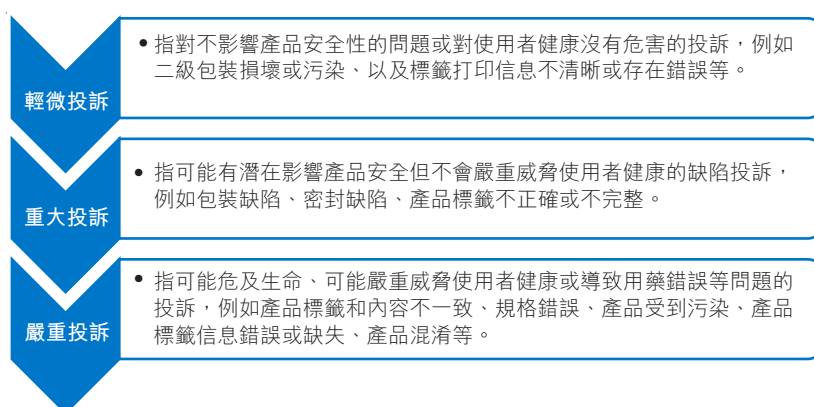 輕微投訴
• 指對不影響產品安全性的問題或對使用者健康沒有危害的投訴，例如
二級包裝損壞或污染、以及標籤打印信息不清晰或存在錯誤等。
重大投訴
• 指可能有潛在影響產品安全但不會嚴重威脅使用者健康的缺陷投訴，
例如包裝缺陷、密封缺陷、產品標籤不正確或不完整。
嚴重投訴
• 指可能危及生命、可能嚴重威脅使用者健康或導致用藥錯誤等問題的
投訴，例如產品標籤和內容不一致、規格錯誤、產品受到污染、產品
標籤信息錯誤或缺失、產品混淆等。